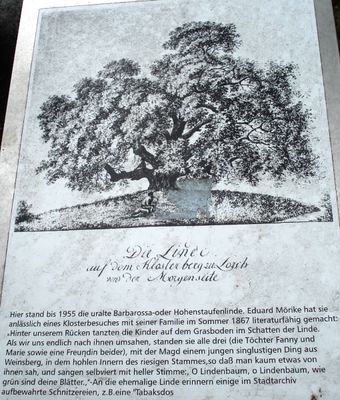 Die Linde
auf dem Klosterberg zu Lorch
von der Morgenseite
Hier stand bis 1955 die uralte Barbarossa-oder Hohenstaufenlinde. Eduard Mörike hat sie
anlässlich eines Klosterbesuches mit seiner Familie im Sommer 1867 literaturfähig gemacht:
›Hinter unserem Rücken tanzten die Kinder auf dem Grasboden im Schatten der Linde.
Als wir uns endlich nach ihnen umsahen, standen sie alle drei (die Töchter Fanny und
Marie sowie eine Freundin beider), mit der Magd einem jungen singlustigen Ding aus
Weinsberg, in dem hohlen Innern des riesigen Stammes,so daß man kaum etwas von
ihnen sah, und sangen selbviert mit heller Stimme:, O Lindenbaum, o Lindenbaum, wie
grün sind deine Blätter.‚‹-An die ehemalige Linde erinnern einige im Stadtarchiv
aufbewahrte Schnitzereien, z.B.eine "Tabaksdos